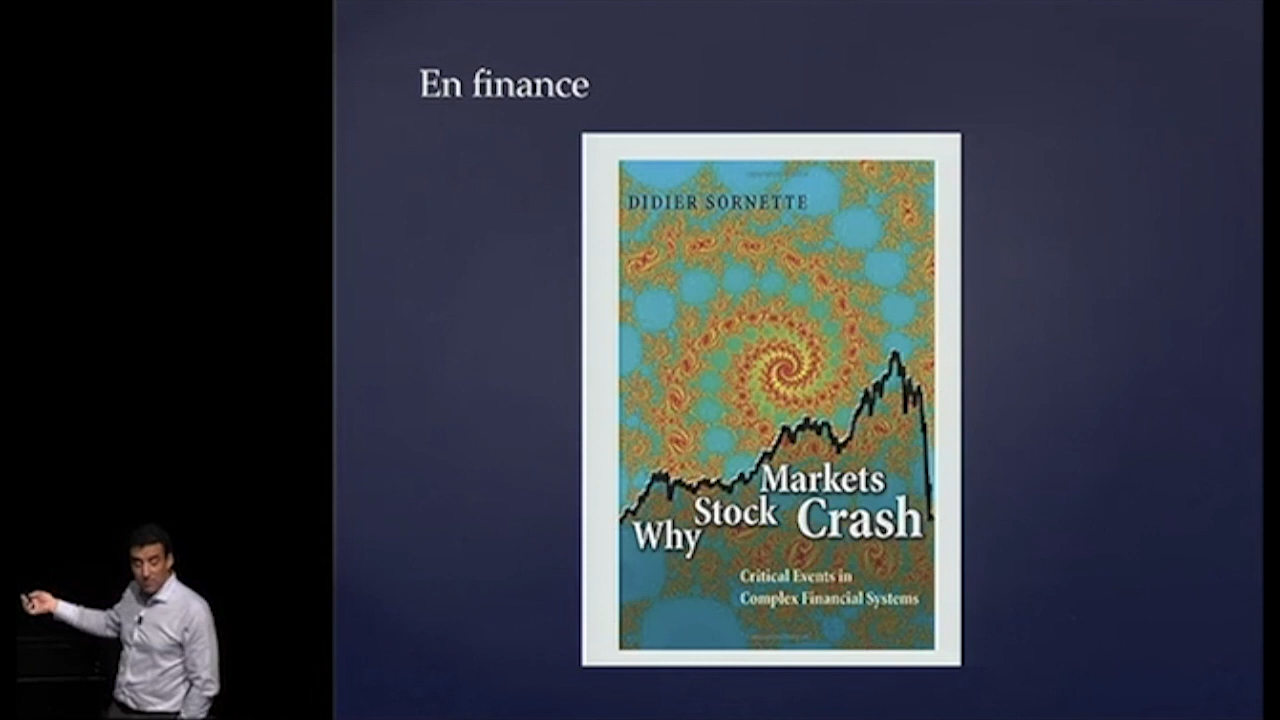 En finance
DIDIER SORNETTE
Markets
Stock
Crash
Why
Critical Events in
Complex Financial Systems